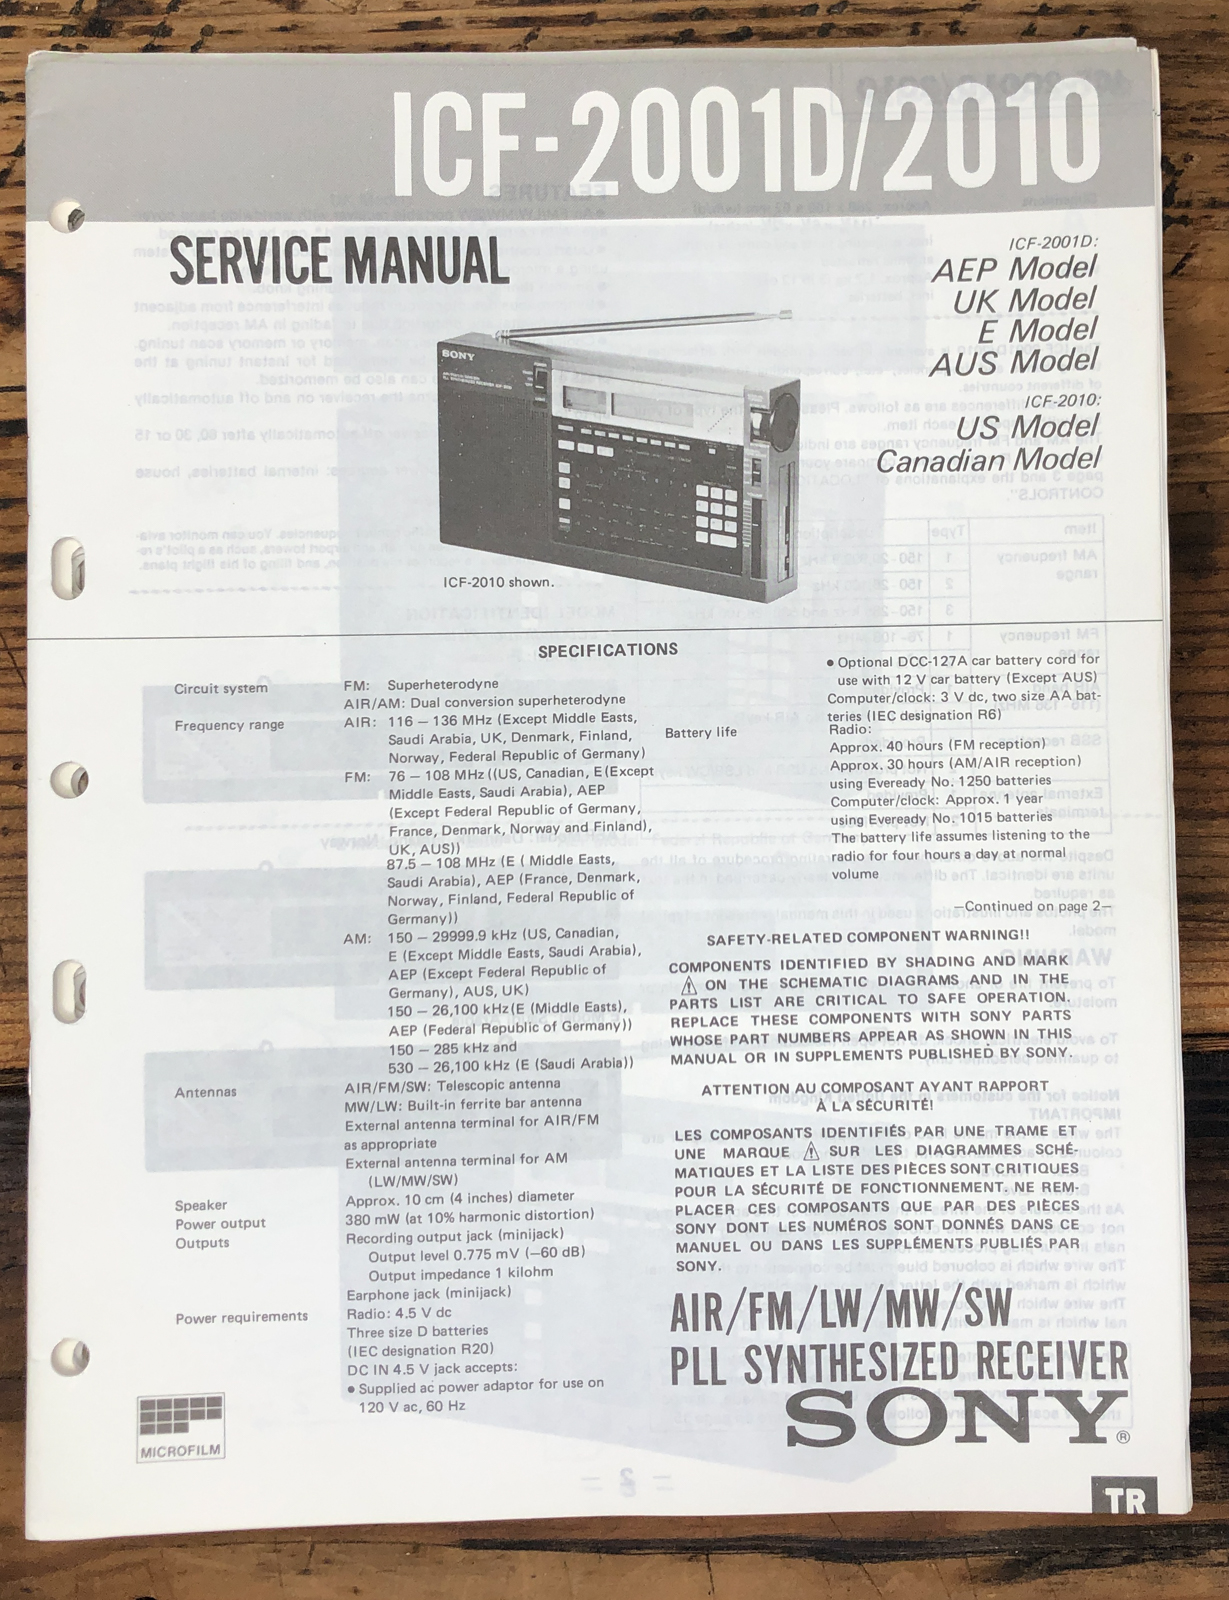 ICF-2001D/2010
SERVICE MANUAL
ICF-2001D:
AEP Model
UK Model
E Model
AUS Model
ICF-2010:
US Model
Canadian Model
SONY
ICF-2010 shown.
SPECIFICATIONS
Circuit system
FM: Superheterodyne
AIR/AM: Dual conversion superheterodyne
Frequency range
AIR: 116 – 136 MHz (Except Middle Easts,
Saudi Arabia, UK, Denmark, Finland,
Norway, Federal Republic of Germany)
FM: 76 – 108 MHz ((US, Canadian, E (Except
Middle Easts, Saudi Arabia), AEP
(Except Federal Republic of Germany,
France, Denmark, Norway and Finland),
UK, AUS))
87.5 – 108 MHz (E ( Middle Easts,
Saudi Arabia), AEP (France, Denmark,
Norway, Finland, Federal Republic of
Germany))
AM: 150 – 29999.9 kHz (US, Canadian,
E (Except Middle Easts, Saudi Arabia),
AEP (Except Federal Republic of
Germany), AUS, UK)
150 – 26,100 kHz(E (Middle Easts),
AEP (Federal Republic of Germany))
150 – 285 kHz and
530 – 26,100 kHz (E (Saudi Arabia))
Antennas
AIR/FM/SW: Telescopic antenna
MW/LW: Built-in ferrite bar antenna
External antenna terminal for AIR/FM
as appropriate
External antenna terminal for AM
(LW/MW/SW)
Speaker
Approx. 10 cm (4 inches) diameter
Power output
380 mW (at 10% harmonic distortion)
Outputs
Recording output jack (minijack)
Output level 0.775 mV (–60 dB)
Output impedance 1 kilohm
Earphone jack (minijack)
Power requirements
Radio: 4.5 V dc
Three size D batteries
(IEC designation R20)
DC IN 4.5 V jack accepts:
● Supplied ac power adaptor for use on
120 V ac, 60 Hz
● Optional DCC-127A car battery cord for
use with 12 V car battery (Except AUS)
Computer/clock: 3 V dc, two size AA bat-
teries (IEC designation R6)
Battery life
Radio:
Approx. 40 hours (FM reception)
Approx. 30 hours (AM/AIR reception)
using Eveready No. 1250 batteries
Computer/clock: Approx. 1 year
using Eveready No. 1015 batteries
The battery life assumes listening to the
radio for four hours a day at normal
volume
—Continued on page 2—
SAFETY-RELATED COMPONENT WARNING!!
COMPONENTS IDENTIFIED BY SHADING AND MARK
⚠ ON THE SCHEMATIC DIAGRAMS AND IN THE
PARTS LIST ARE CRITICAL TO SAFE OPERATION.
REPLACE THESE COMPONENTS WITH SONY PARTS
WHOSE PART NUMBERS APPEAR AS SHOWN IN THIS
MANUAL OR IN SUPPLEMENTS PUBLISHED BY SONY.
ATTENTION AU COMPOSANT AYANT RAPPORT
À LA SÉCURITÉ!
LES COMPOSANTS IDENTIFIÉS PAR UNE TRAME ET
UNE MARQUE ⚠ SUR LES DIAGRAMMES SCHÉ-
MATIQUES ET LA LISTE DES PIÈCES SONT CRITIQUES
POUR LA SÉCURITÉ DE FONCTIONNEMENT. NE REM-
PLACER CES COMPOSANTS QUE PAR DES PIÈCES
SONY DONT LES NUMÉROS SONT DONNÉS DANS CE
MANUEL OU DANS LES SUPPLÉMENTS PUBLIÉS PAR
SONY.
AIR/FM/LW/MW/SW
PLL SYNTHESIZED RECEIVER
SONY®
MICROFILM
TR